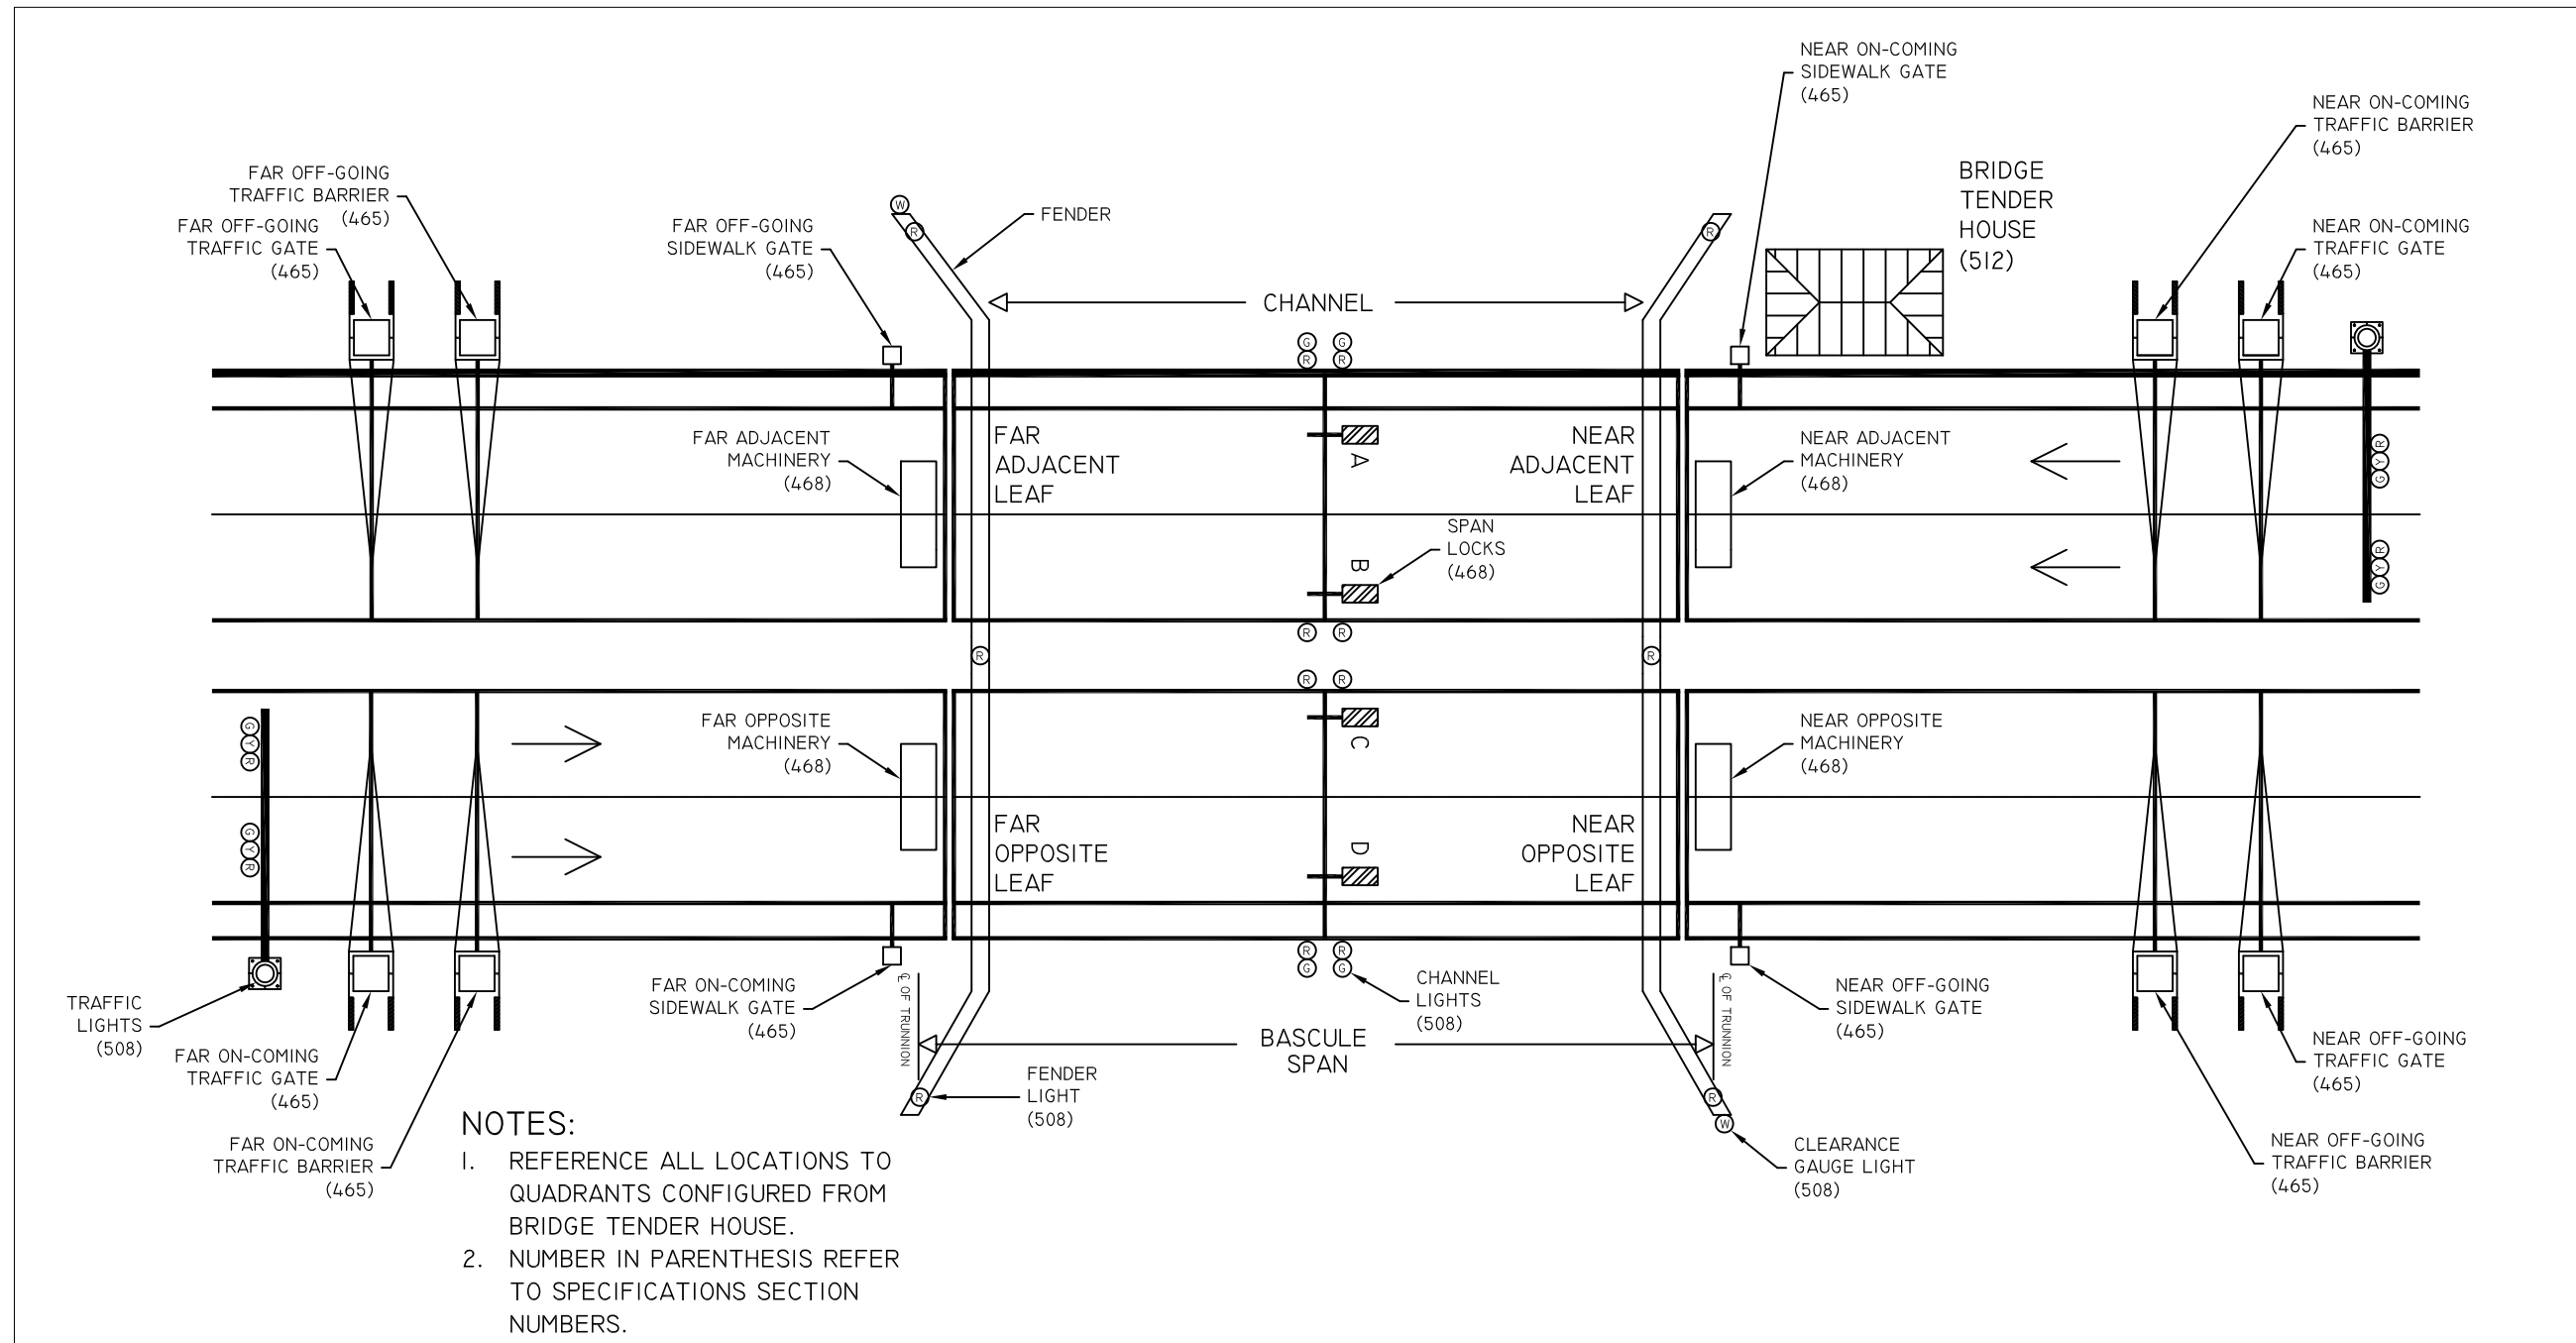 NEAR ON-COMING
SIDEWALK GATE
(465)
NEAR ON-COMING
TRAFFIC BARRIER
(465)
FAR OFF-GOING
TRAFFIC BARRIER
(465)
FAR OFF-GOING
TRAFFIC GATE
(465)
FAR OFF-GOING
SIDEWALK GATE
(465)
W
R
FENDER
R
BRIDGE
TENDER
HOUSE
(512)
NEAR ON-COMING
TRAFFIC GATE
(465)
CHANNEL
G G
R R
FAR ADJACENT
MACHINERY
(468)
FAR
ADJACENT
LEAF
A
NEAR
ADJACENT
LEAF
NEAR ADJACENT
MACHINERY
(468)
R
Y
G
SPAN
LOCKS
(468)
B
R
Y
G
R R
R
R
R R
G
Y
R
FAR OPPOSITE
MACHINERY
(468)
C
NEAR OPPOSITE
MACHINERY
(468)
G
Y
R
FAR
OPPOSITE
LEAF
D
NEAR
OPPOSITE
LEAF
R R
G G
CHANNEL
LIGHTS
(508)
FAR ON-COMING
SIDEWALK GATE
(465)
℄ OF TRUNNION
℄ OF TRUNNION
NEAR OFF-GOING
SIDEWALK GATE
(465)
TRAFFIC
LIGHTS
(508)
BASCULE
SPAN
FAR ON-COMING
TRAFFIC GATE
(465)
NEAR OFF-GOING
TRAFFIC GATE
(465)
R
FENDER
LIGHT
(508)
R
W
CLEARANCE
GAUGE LIGHT
(508)
FAR ON-COMING
TRAFFIC BARRIER
(465)
NEAR OFF-GOING
TRAFFIC BARRIER
(465)
NOTES:
1. REFERENCE ALL LOCATIONS TO
QUADRANTS CONFIGURED FROM
BRIDGE TENDER HOUSE.
2. NUMBER IN PARENTHESIS REFER
TO SPECIFICATIONS SECTION
NUMBERS.